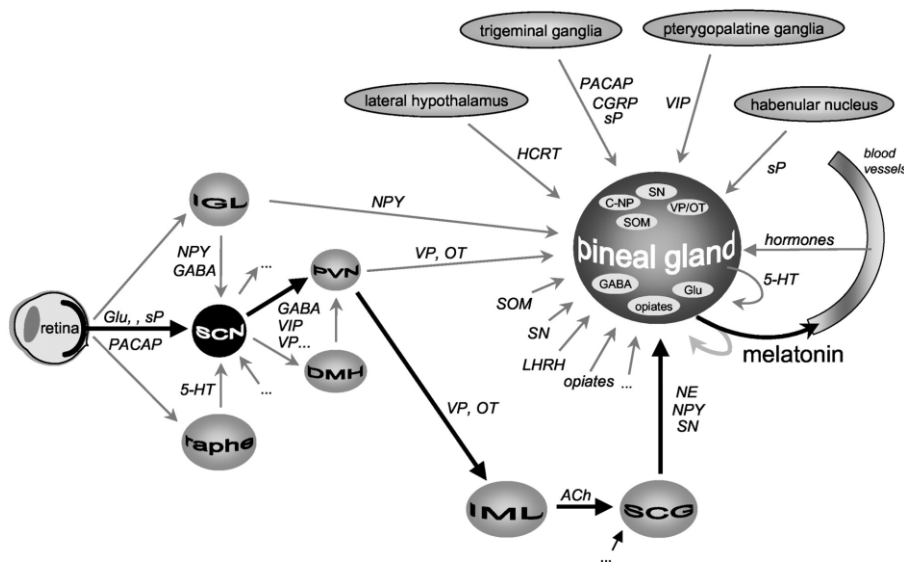 trigeminal ganglia
pterygopalatine ganglia
lateral hypothalamus
PACAP
CGRP
sP
VIP
habenular nucleus
HCRT
sP
blood
vessels
IGL
NPY
SN
C-NP
VP/OT
SOM
pineal gland
hormones
NPY
GABA
...
PVN
VP, OT
GABA
Glu
opiates
5-HT
retina
Glu, , sP
PACAP
SCN
GABA
VIP
VP...
SOM
SN
LHRH
opiates
...
melatonin
DMH
...
5-HT
raphe
VP, OT
NE
NPY
SN
IML
ACh
SCG
...